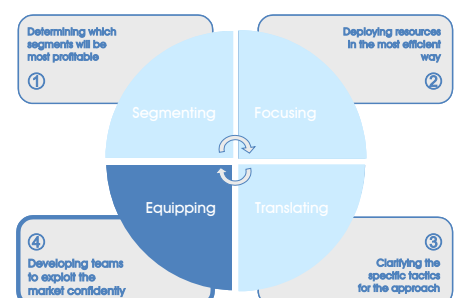 Determining which
segments will be
most profitable
1
Deploying resources
in the most efficient
way
2
Segmenting
Focusing
Equipping
Translating
4
Developing teams
to exploit the
market confidently
3
Clarifying the
specific tactics
for the approach